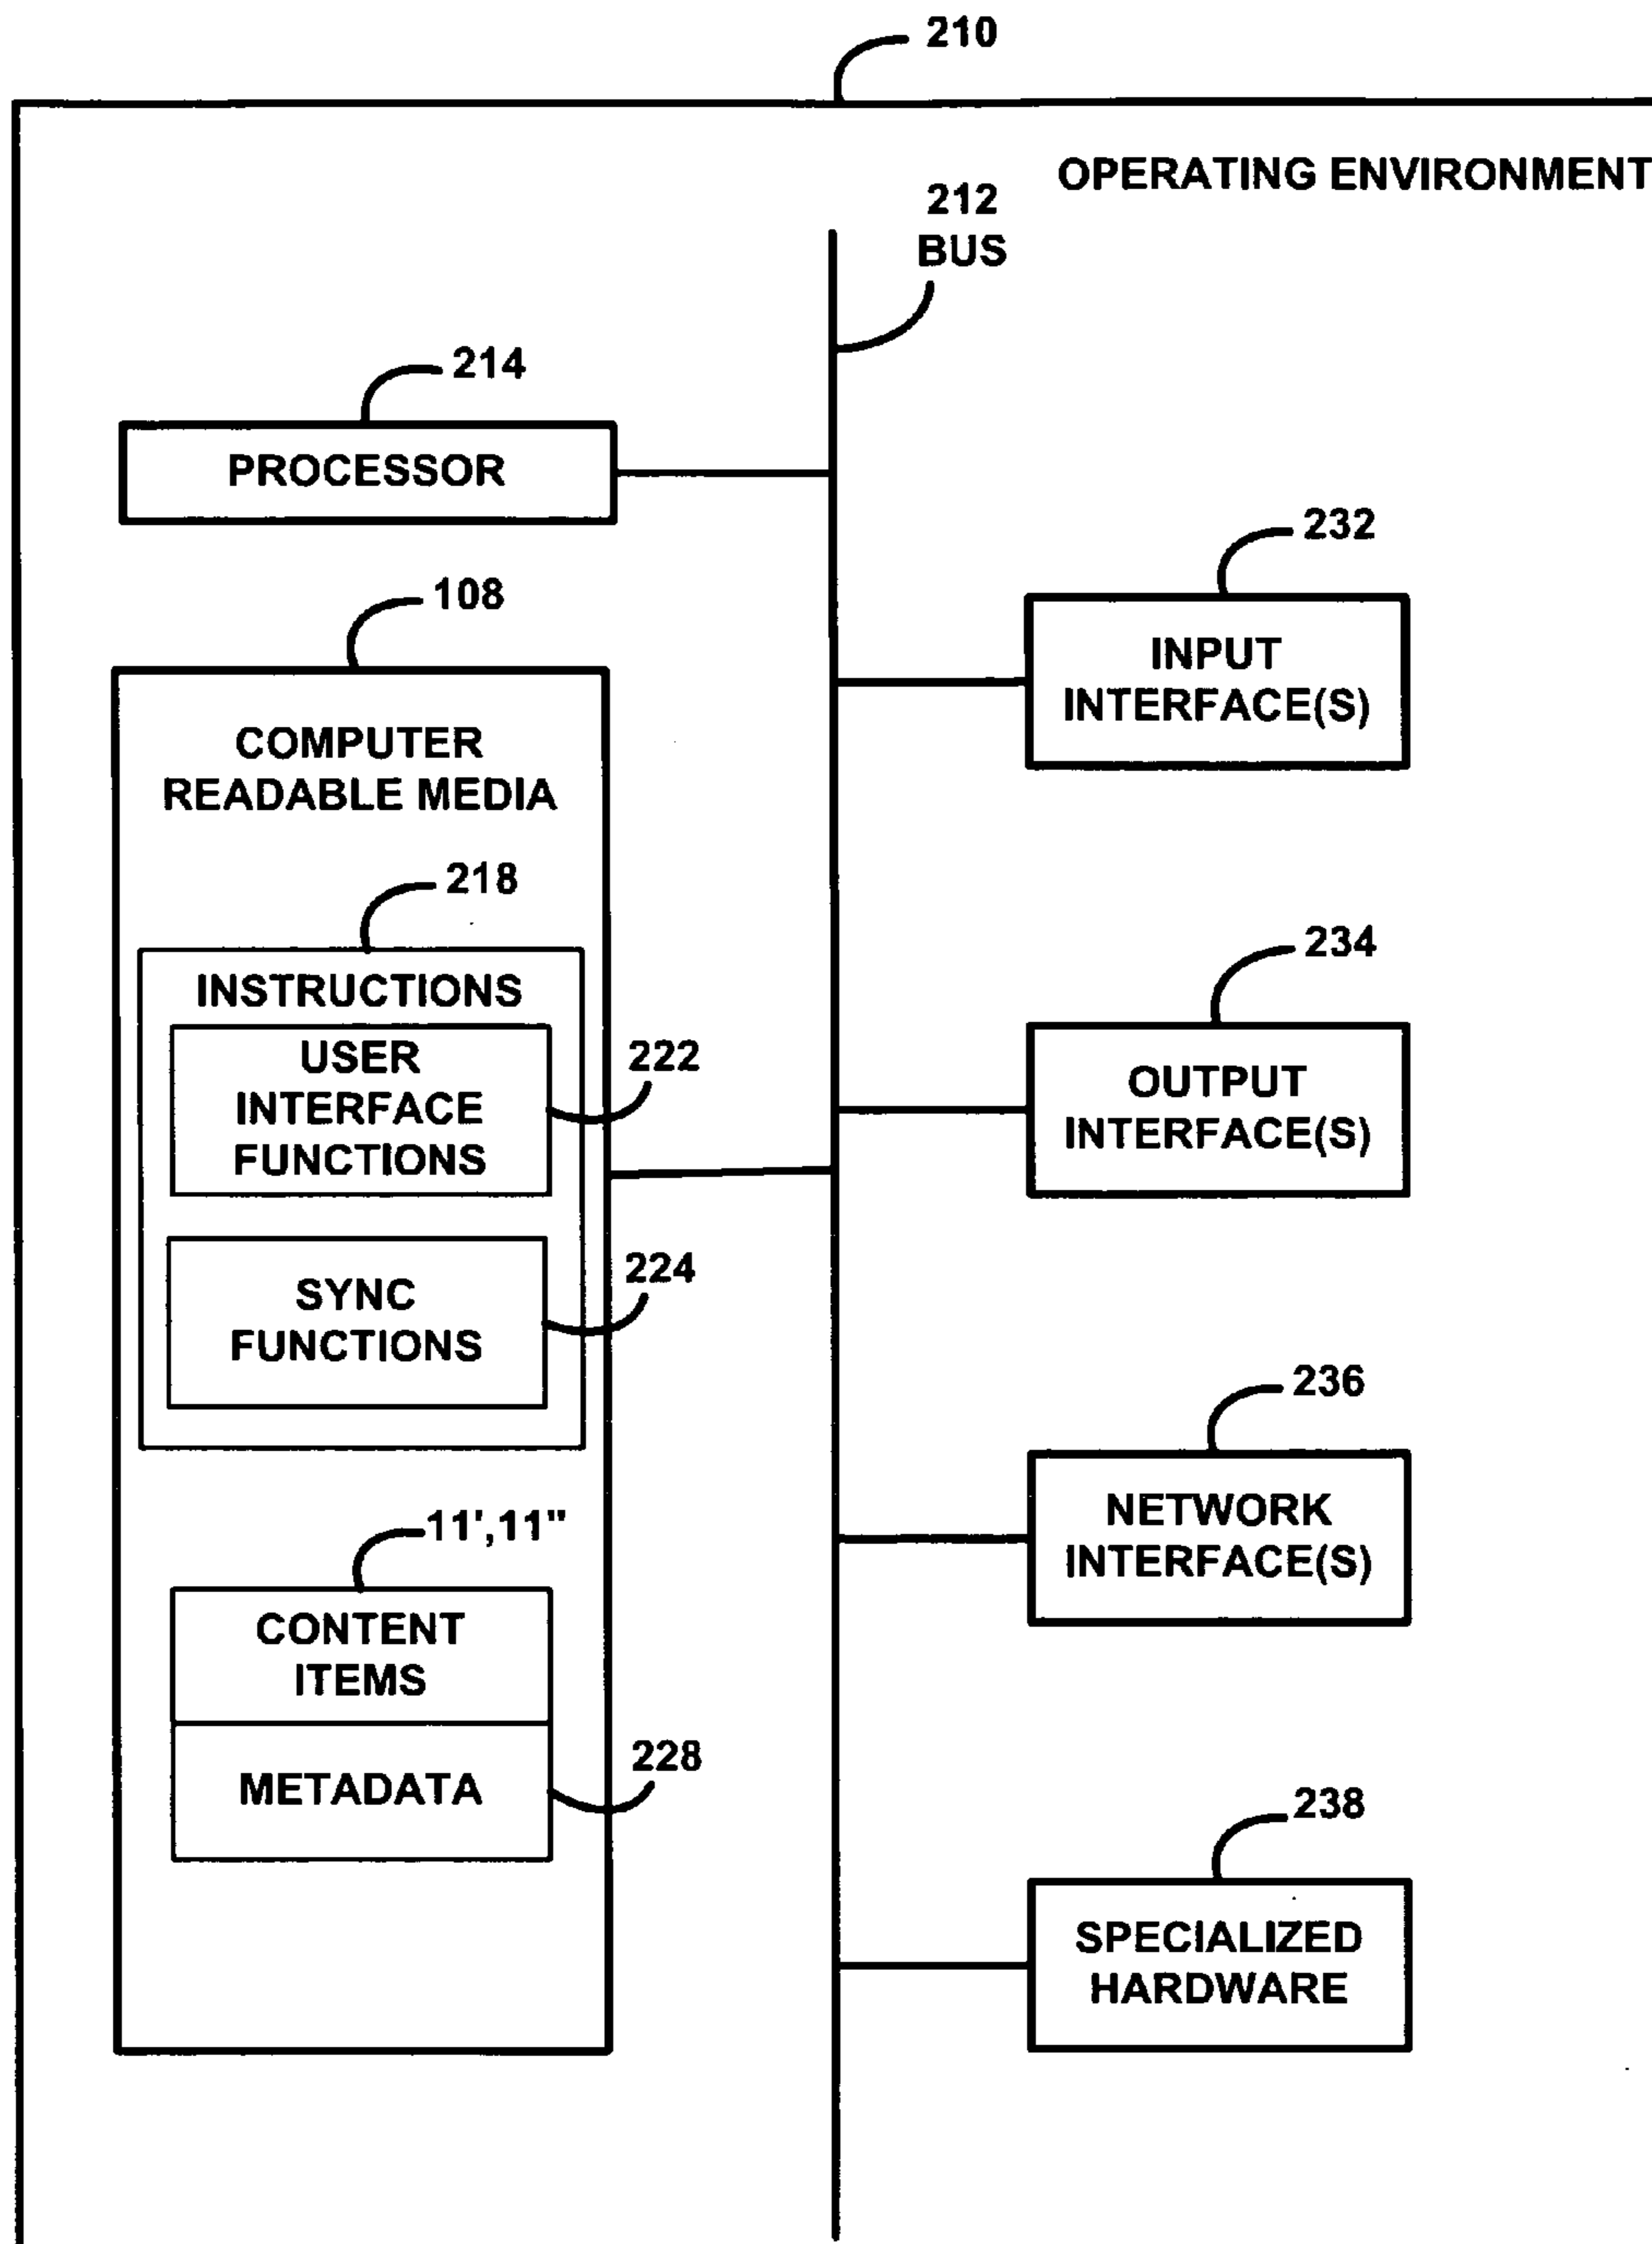 210
OPERATING ENVIRONMENT
212
BUS
214
PROCESSOR
232
INPUT
INTERFACE(S)
108
COMPUTER
READABLE MEDIA
218
INSTRUCTIONS
USER
INTERFACE
FUNCTIONS
222
234
OUTPUT
INTERFACE(S)
SYNC
FUNCTIONS
224
236
NETWORK
INTERFACE(S)
11',11"
CONTENT
ITEMS
METADATA
228
238
SPECIALIZED
HARDWARE